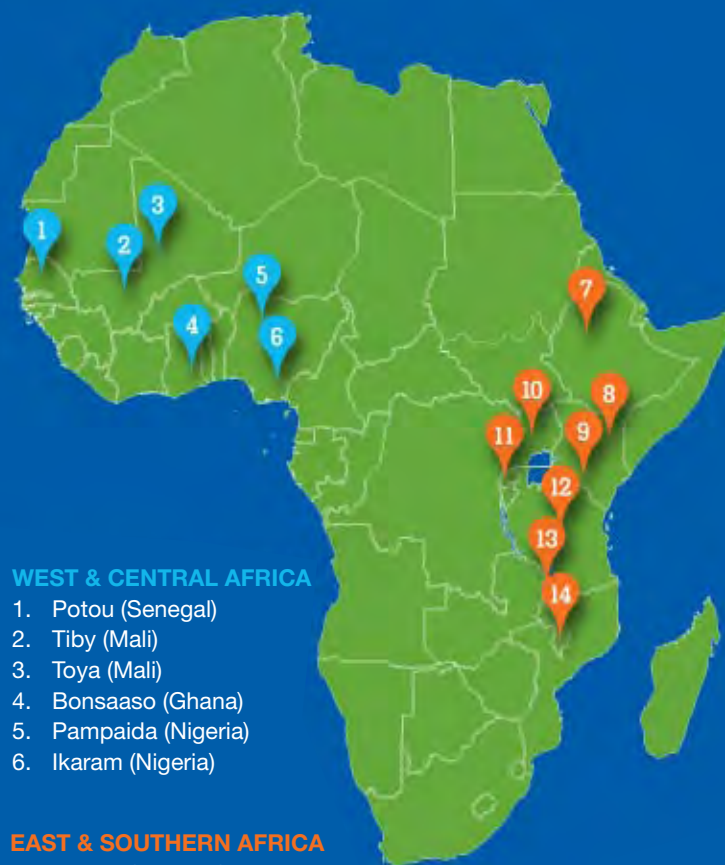 1
2
3
4
5
6
7
8
9
10
11
12
13
14
WEST & CENTRAL AFRICA
1. Potou (Senegal)
2. Tiby (Mali)
3. Toya (Mali)
4. Bonsaaso (Ghana)
5. Pampaida (Nigeria)
6. Ikaram (Nigeria)
EAST & SOUTHERN AFRICA